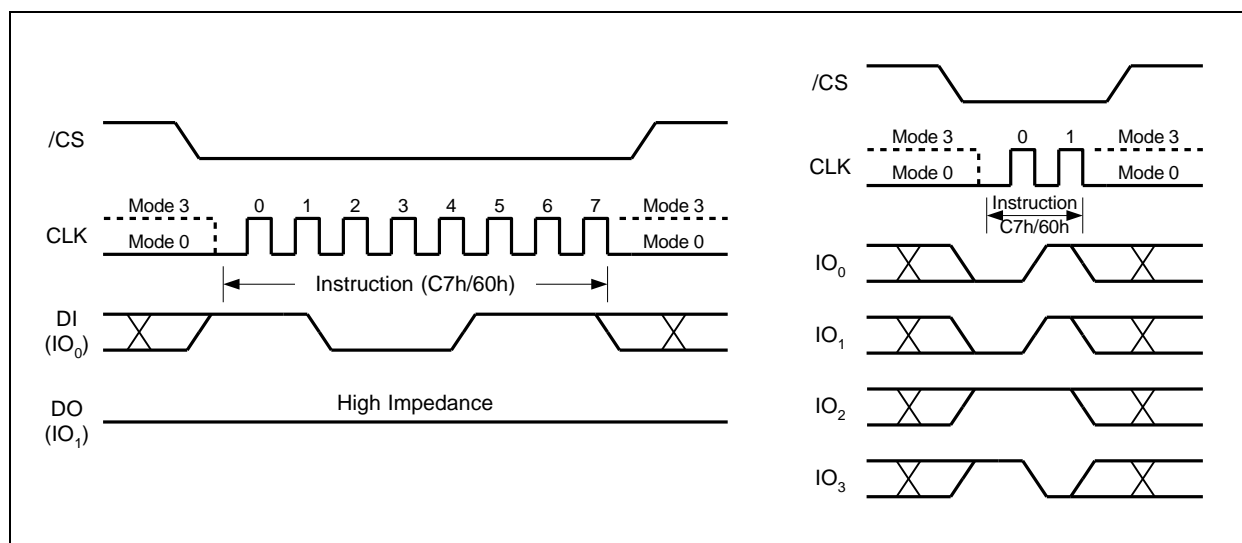 /CS
Mode 3 0 1 2 3 4 5 6 7 Mode 3
CLK
Mode 0 Mode 0
Instruction (C7h/60h)
DI
(IO0)
High Impedance
DO
(IO1)
/CS
Mode 3 0 1 Mode 3
CLK
Mode 0 Mode 0
Instruction
C7h/60h
IO0
IO1
IO2
IO3